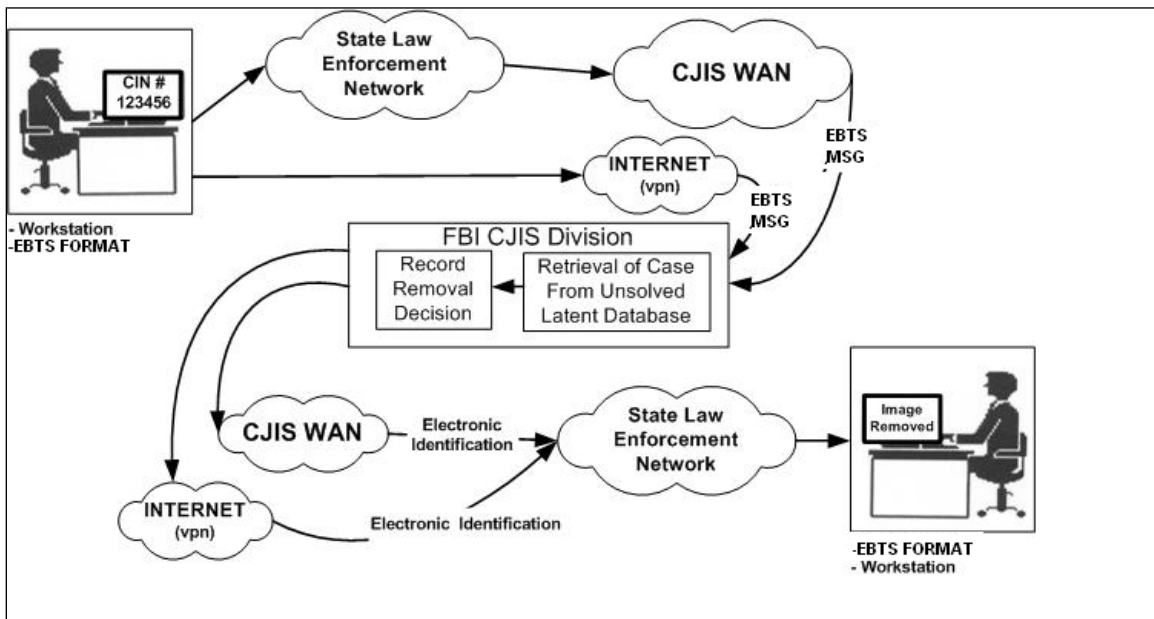 CIN #
123456
State Law
Enforcement
Network
CJIS WAN
EBTS
MSG
INTERNET
(vpn)
EBTS
MSG
- Workstation
-EBTS FORMAT
FBI CJIS Division
Record
Removal
Decision
Retrieval of Case
From Unsolved
Latent Database
CJIS WAN
Electronic
Identification
State Law
Enforcement
Network
Image
Removed
INTERNET
(vpn)
Electronic Identification
-EBTS FORMAT
- Workstation